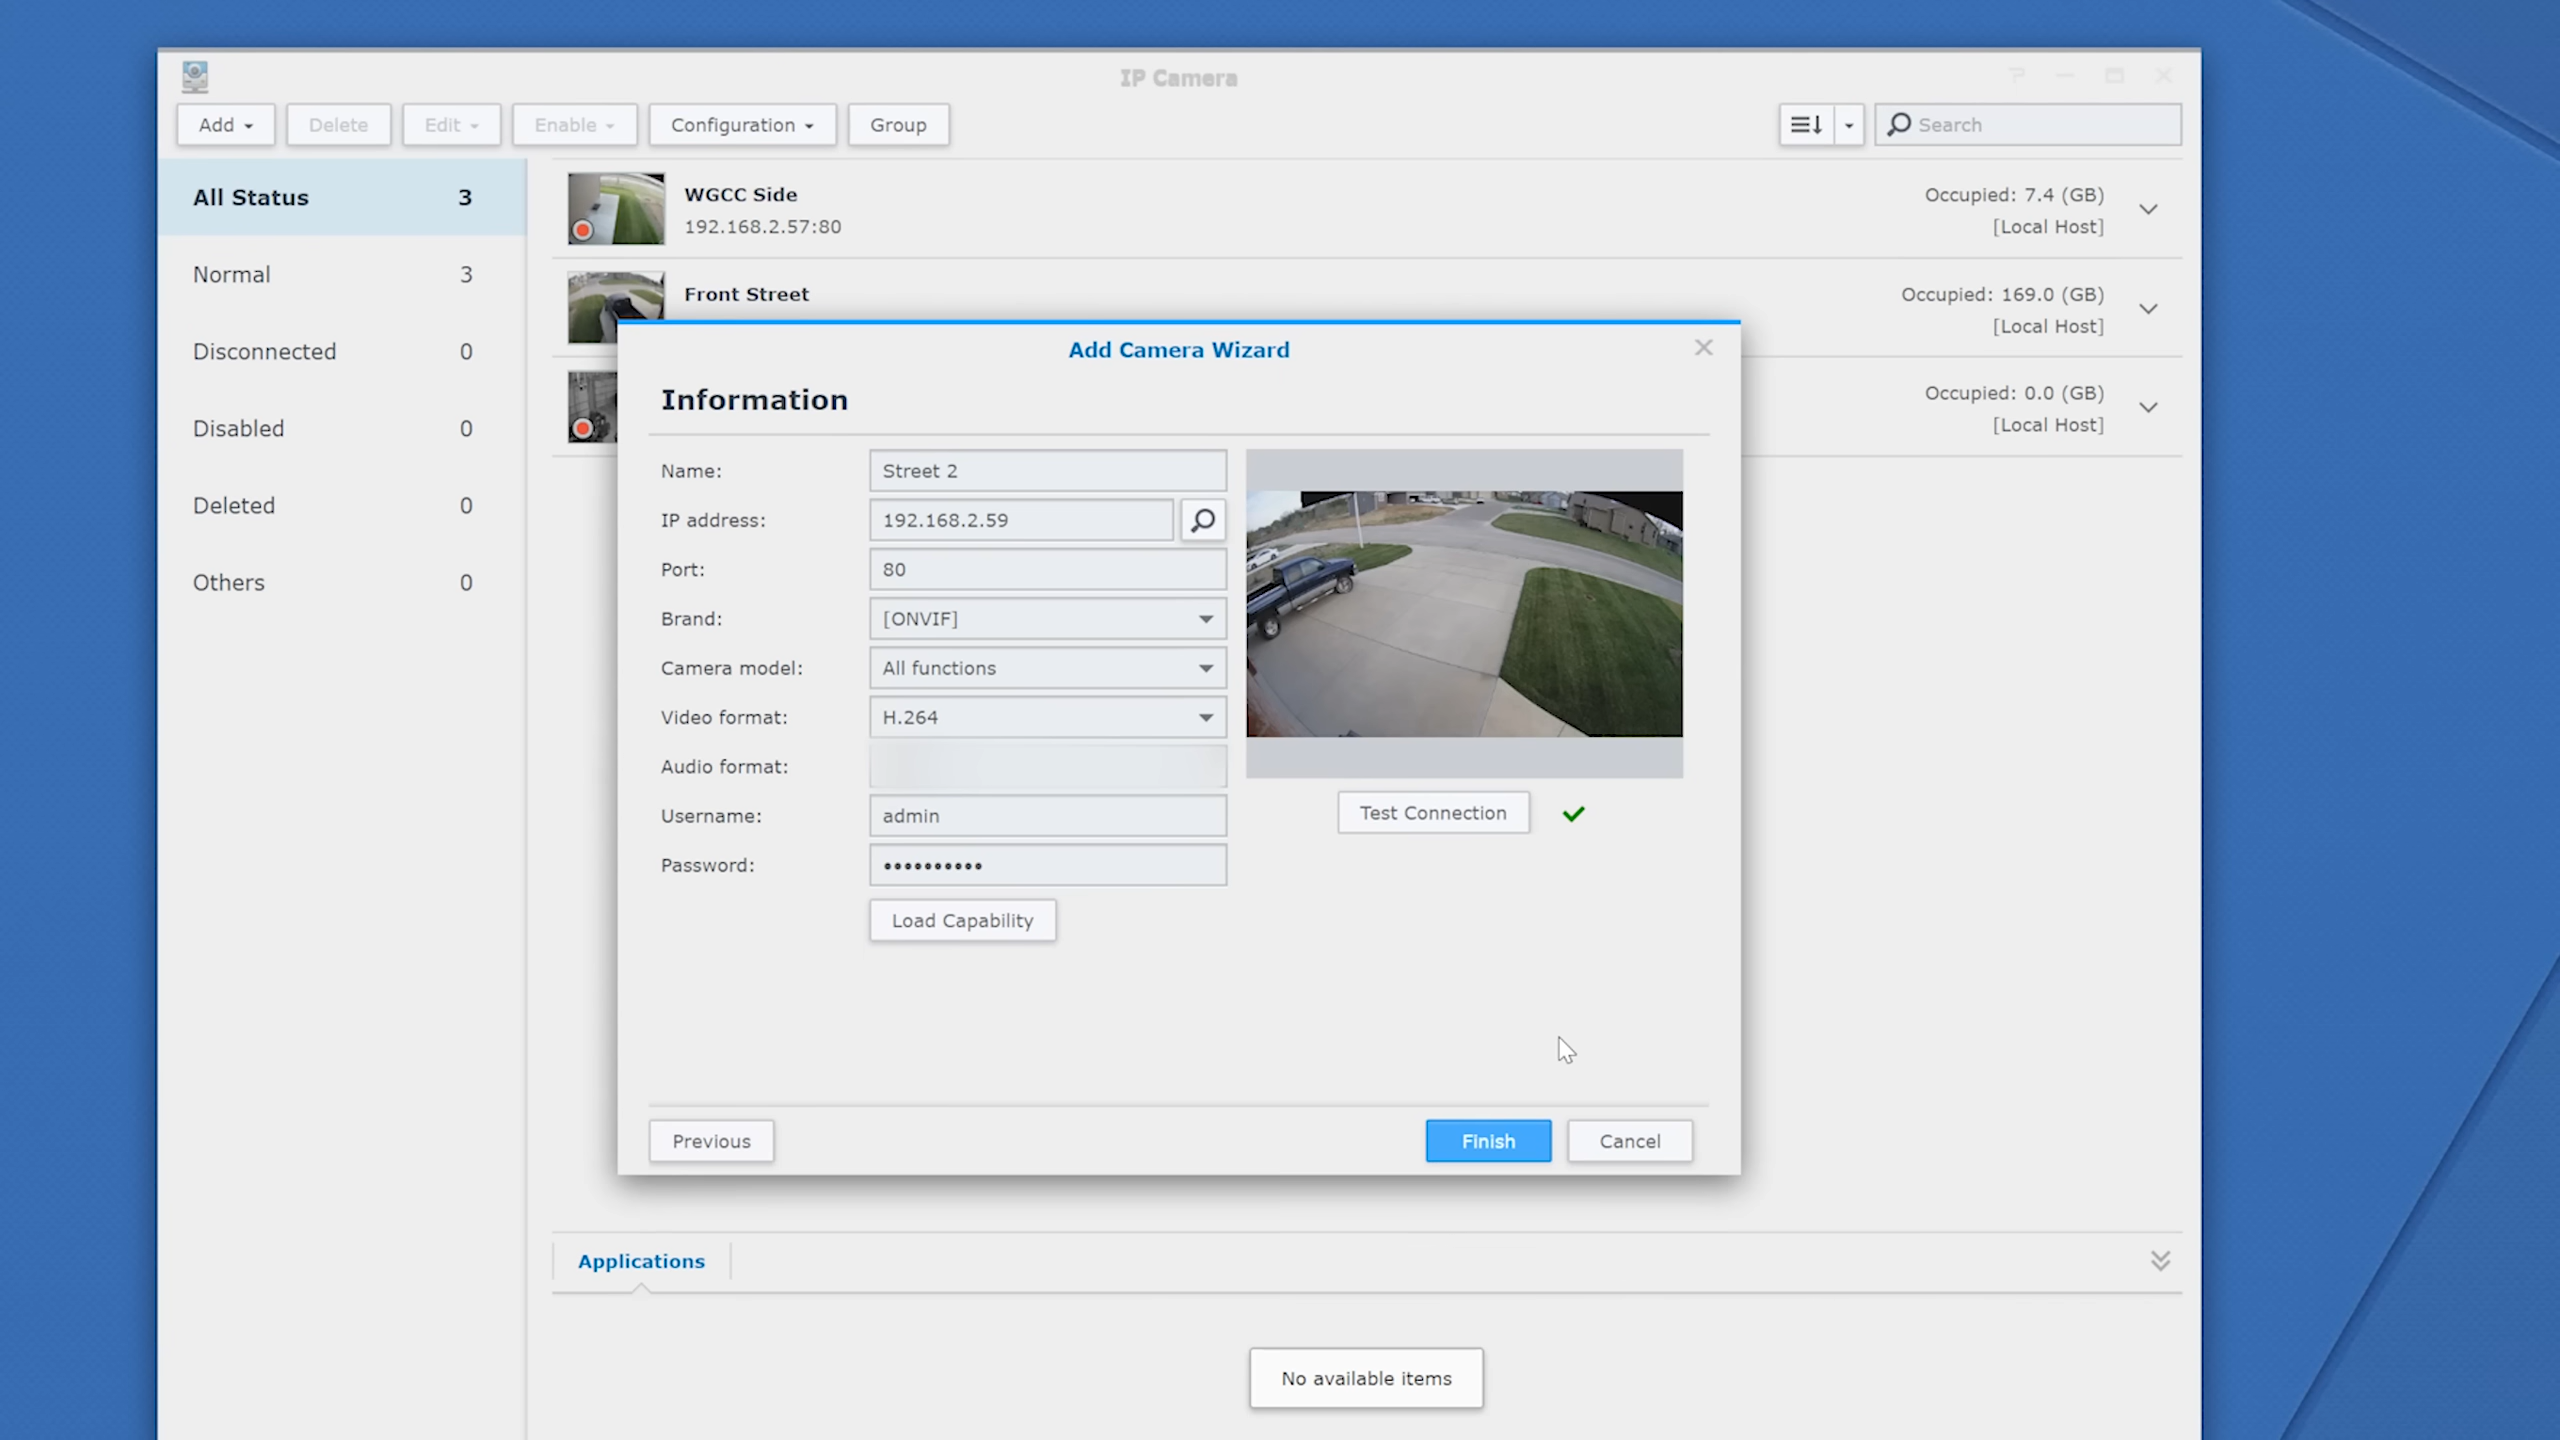 IP Camera
Add
Delete
Edit
Enable
Configuration
Group
Search
All Status 3
Normal 3
Disconnected 0
Disabled 0
Deleted 0
Others 0
WGCC Side
192.168.2.57:80
Occupied: 7.4 (GB)
[Local Host]
Front Street
Occupied: 169.0 (GB)
[Local Host]
Occupied: 0.0 (GB)
[Local Host]
Add Camera Wizard
Information
Name: Street 2
IP address: 192.168.2.59
Port: 80
Brand: [ONVIF]
Camera model: All functions
Video format: H.264
Audio format:
Username: admin
Password: ••••••••••
Load Capability
Test Connection
Previous
Finish
Cancel
Applications
No available items